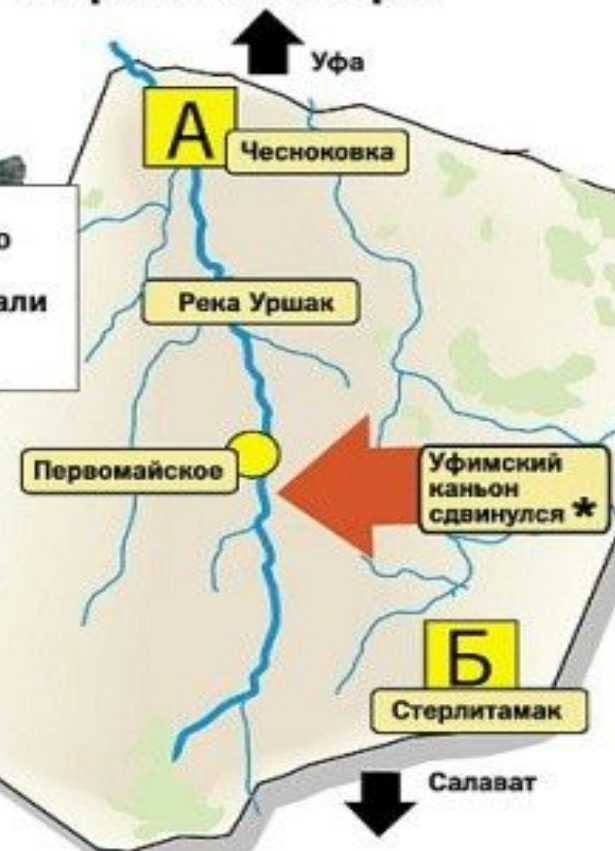 Уфа
А
Чесноковка
Река Уршак
Первомайское
Уфимский
каньон
сдвинулся *
Б
Стерлитамак
Салават